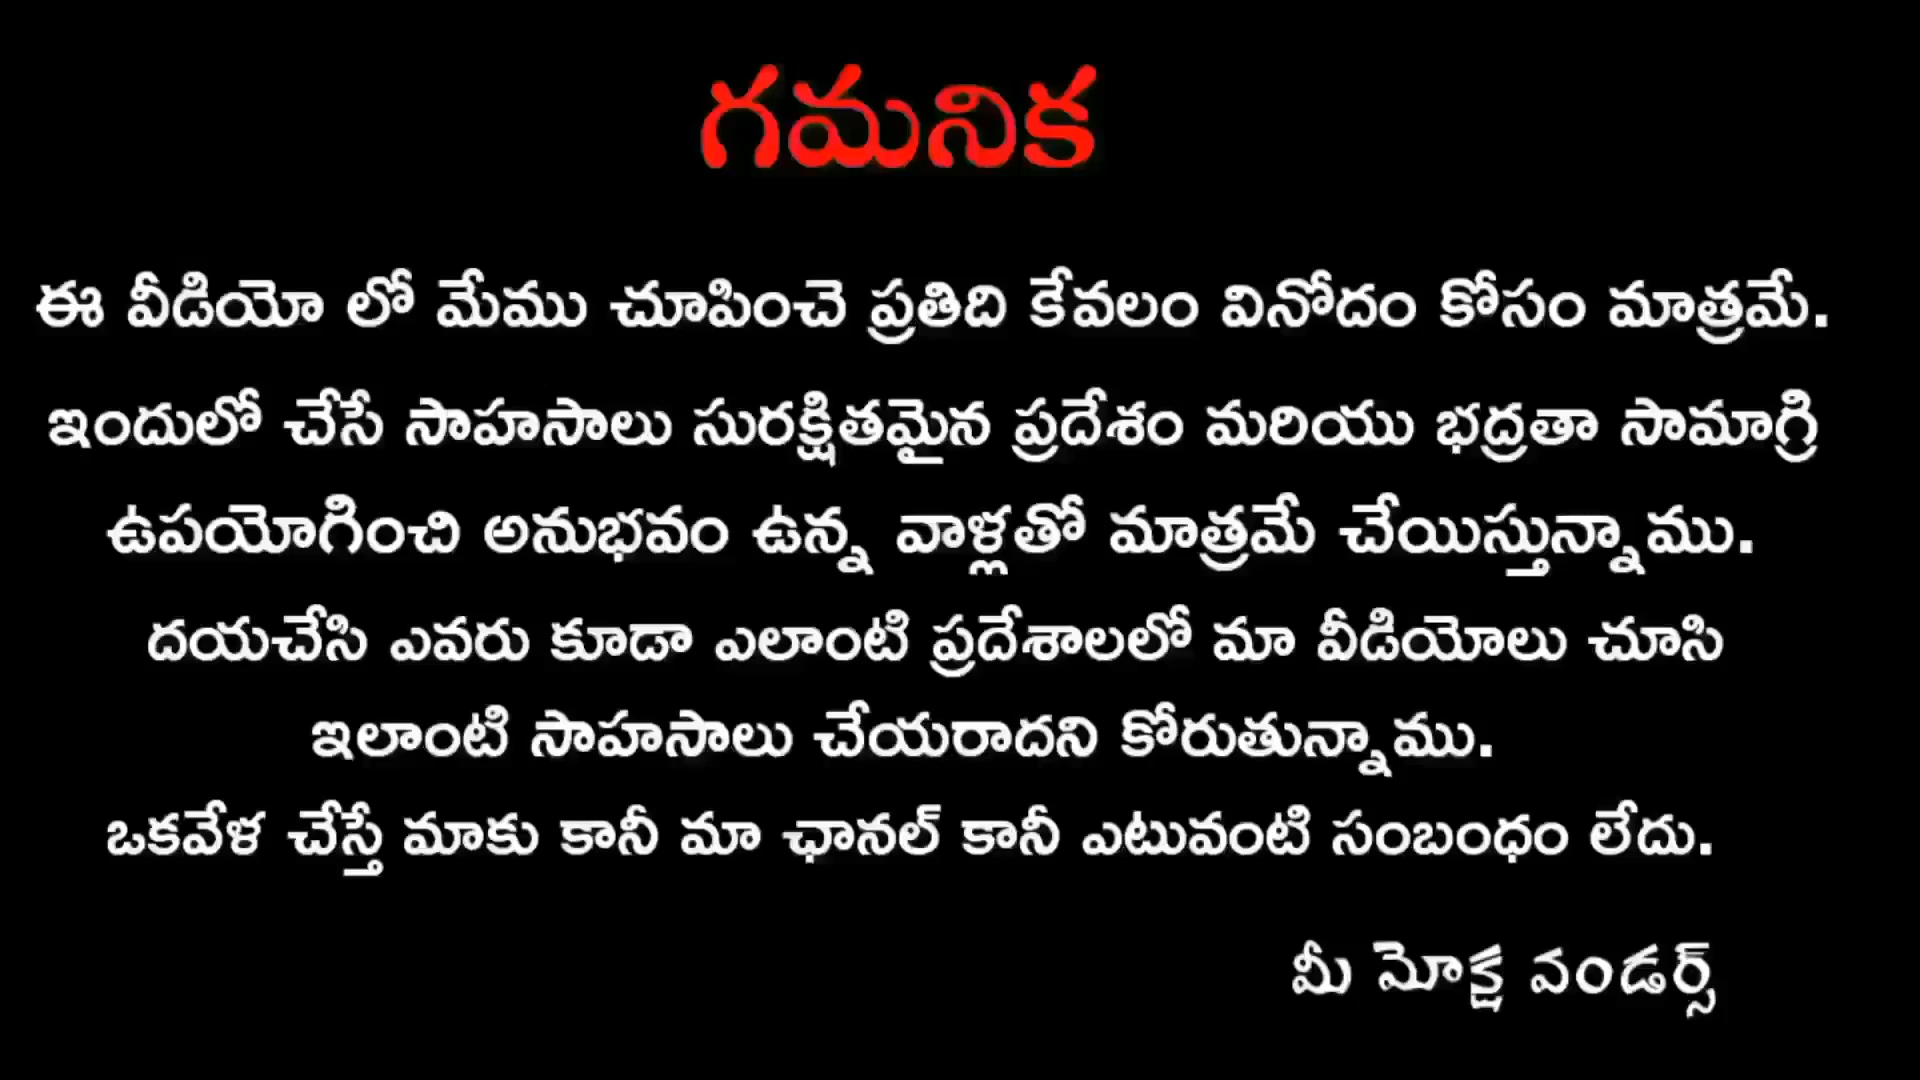 గమనిక
ఈ వీడియో లో మేము చూపించె ప్రతిది కేవలం వినోదం కోసం మాత్రమే.
ఇందులో చేసే సాహసాలు సురక్షితమైన ప్రదేశం మరియు భద్రతా సామాగ్రి
ఉపయోగించి అనుభవం ఉన్న వాళ్లతో మాత్రమే చేయిస్తున్నాము.
దయచేసి ఎవరు కూడా ఎలాంటి ప్రదేశాలలో మా వీడియోలు చూసి
ఇలాంటి సాహసాలు చేయరాదని కోరుతున్నాము.
ఒకవేళ చేస్తే మాకు కానీ మా ఛానల్ కానీ ఎటువంటి సంబంధం లేదు.
మీ మోక్ష వండర్స్